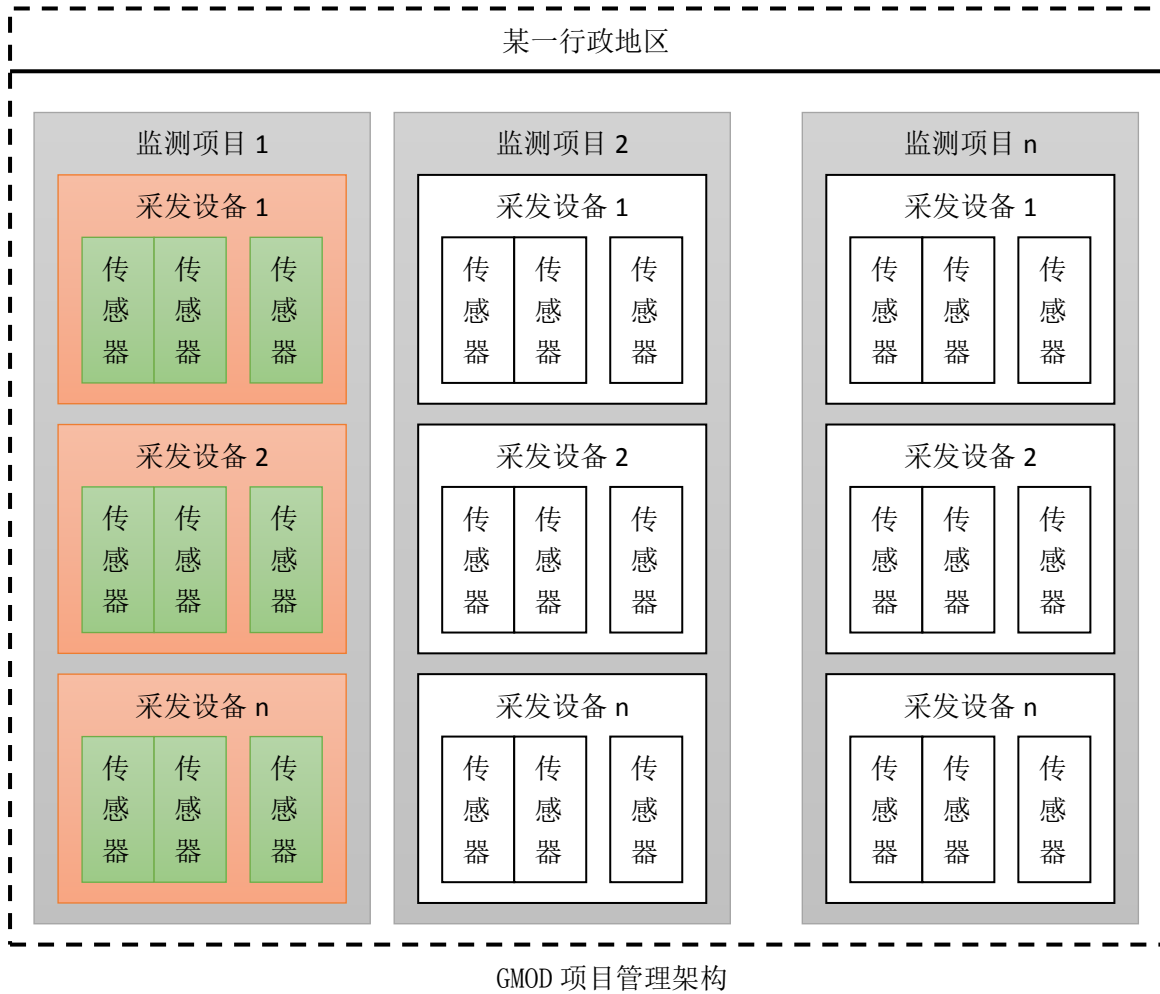 某一行政地区
监测项目 1
采发设备 1
传感器
传感器
传感器
采发设备 2
传感器
传感器
传感器
采发设备 n
传感器
传感器
传感器
监测项目 2
采发设备 1
传感器
传感器
传感器
采发设备 2
传感器
传感器
传感器
采发设备 n
传感器
传感器
传感器
监测项目 n
采发设备 1
传感器
传感器
传感器
采发设备 2
传感器
传感器
传感器
采发设备 n
传感器
传感器
传感器
GMOD 项目管理架构